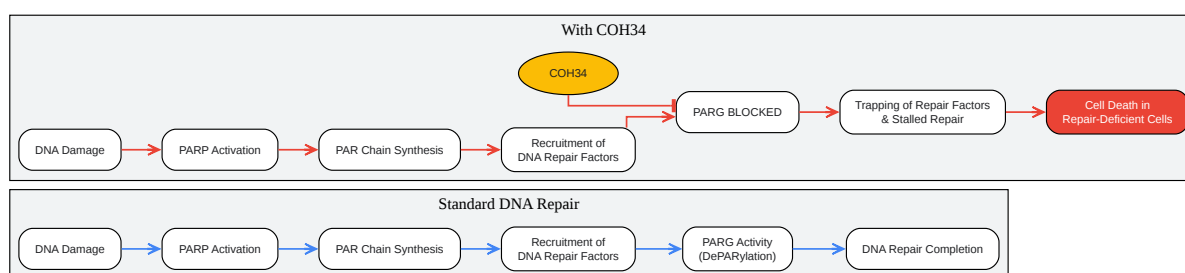 With COH34
COH34
PARG BLOCKED
Trapping of Repair Factors
& Stalled Repair
Cell Death in
Repair-Deficient Cells
DNA Damage
PARP Activation
PAR Chain Synthesis
Recruitment of
DNA Repair Factors
Standard DNA Repair
DNA Damage
PARP Activation
PAR Chain Synthesis
Recruitment of
DNA Repair Factors
PARG Activity
(DePARylation)
DNA Repair Completion